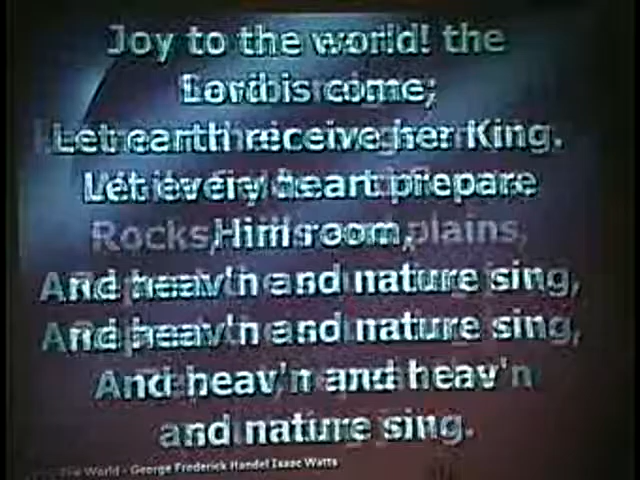 Joy to the world! the
Lord is come;
Let earth receive her King.
Let every heart prepare
Rocks, Him room, plains,
And heav'n and nature sing,
And heav'n and nature sing,
And heav'n and heav'n
and nature sing.
World - George Frederick Handel Isaac Watts